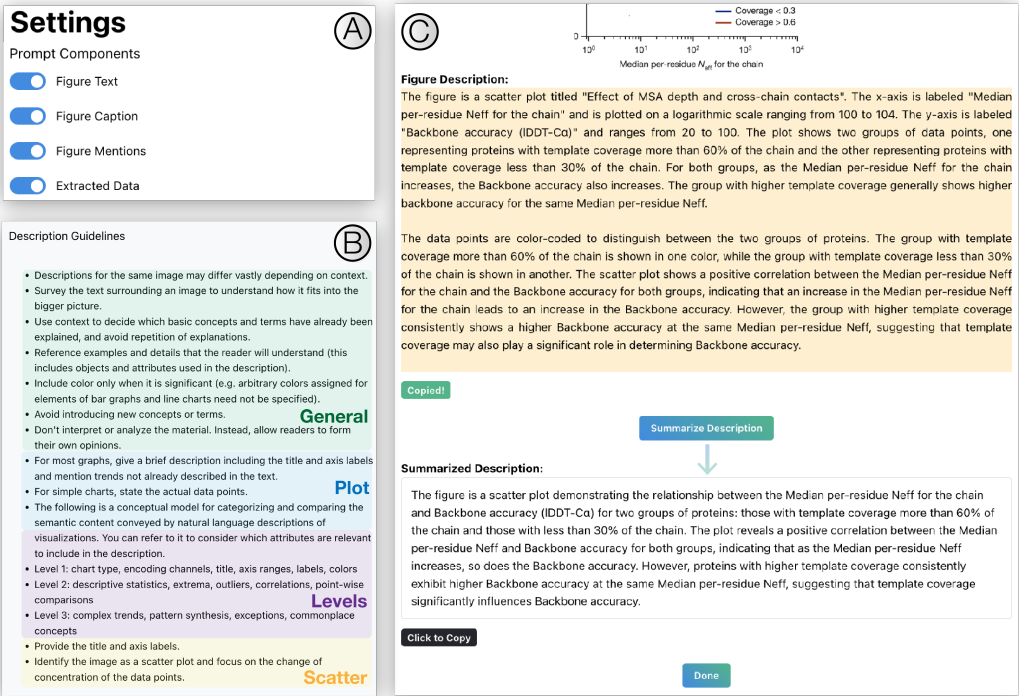 Settings
A
Prompt Components
Figure Text
Figure Caption
Figure Mentions
Extracted Data
Description Guidelines
B
• Descriptions for the same image may differ vastly depending on context.
• Survey the text surrounding an image to understand how it fits into the
bigger picture.
• Use context to decide which basic concepts and terms have already been
explained, and avoid repetition of explanations.
• Reference examples and details that the reader will understand (this
includes objects and attributes used in the description).
• Include color only when it is significant (e.g. arbitrary colors assigned for
elements of bar graphs and line charts need not be specified).
• Avoid introducing new concepts or terms.
General
• Don't interpret or analyze the material. Instead, allow readers to form
their own opinions.
• For most graphs, give a brief description including the title and axis labels
and mention trends not already described in the text.
Plot
• For simple charts, state the actual data points.
• The following is a conceptual model for categorizing and comparing the
semantic content conveyed by natural language descriptions of
visualizations. You can refer to it to consider which attributes are relevant
to include in the description.
• Level 1: chart type, encoding channels, title, axis ranges, labels, colors
• Level 2: descriptive statistics, extrema, outliers, correlations, point-wise
comparisons
Levels
• Level 3: complex trends, pattern synthesis, exceptions, commonplace
concepts
• Provide the title and axis labels.
• Identify the image as a scatter plot and focus on the change of
concentration of the data points.
Scatter
C
Coverage < 0.3
Coverage > 0.6
0
10⁰ 10¹ 10² 10³ 10⁴
Median per-residue Neff for the chain
Figure Description:
The figure is a scatter plot titled "Effect of MSA depth and cross-chain contacts". The x-axis is labeled "Median
per-residue Neff for the chain" and is plotted on a logarithmic scale ranging from 100 to 104. The y-axis is labeled
"Backbone accuracy (lDDT-Cα)" and ranges from 20 to 100. The plot shows two groups of data points, one
representing proteins with template coverage more than 60% of the chain and the other representing proteins with
template coverage less than 30% of the chain. For both groups, as the Median per-residue Neff for the chain
increases, the Backbone accuracy also increases. The group with higher template coverage generally shows higher
backbone accuracy for the same Median per-residue Neff.
The data points are color-coded to distinguish between the two groups of proteins. The group with template
coverage more than 60% of the chain is shown in one color, while the group with template coverage less than 30%
of the chain is shown in another. The scatter plot shows a positive correlation between the Median per-residue Neff
for the chain and the Backbone accuracy for both groups, indicating that an increase in the Median per-residue Neff
for the chain leads to an increase in the Backbone accuracy. However, the group with higher template coverage
consistently shows a higher Backbone accuracy at the same Median per-residue Neff, suggesting that template
coverage may also play a significant role in determining Backbone accuracy.
Copied!
Summarize Description
Summarized Description:
The figure is a scatter plot demonstrating the relationship between the Median per-residue Neff for the chain
and Backbone accuracy (lDDT-Cα) for two groups of proteins: those with template coverage more than 60% of
the chain and those with less than 30% of the chain. The plot reveals a positive correlation between the Median
per-residue Neff and Backbone accuracy for both groups, indicating that as the Median per-residue Neff
increases, so does the Backbone accuracy. However, proteins with higher template coverage consistently
exhibit higher Backbone accuracy at the same Median per-residue Neff, suggesting that template coverage
significantly influences Backbone accuracy.
Click to Copy
Done